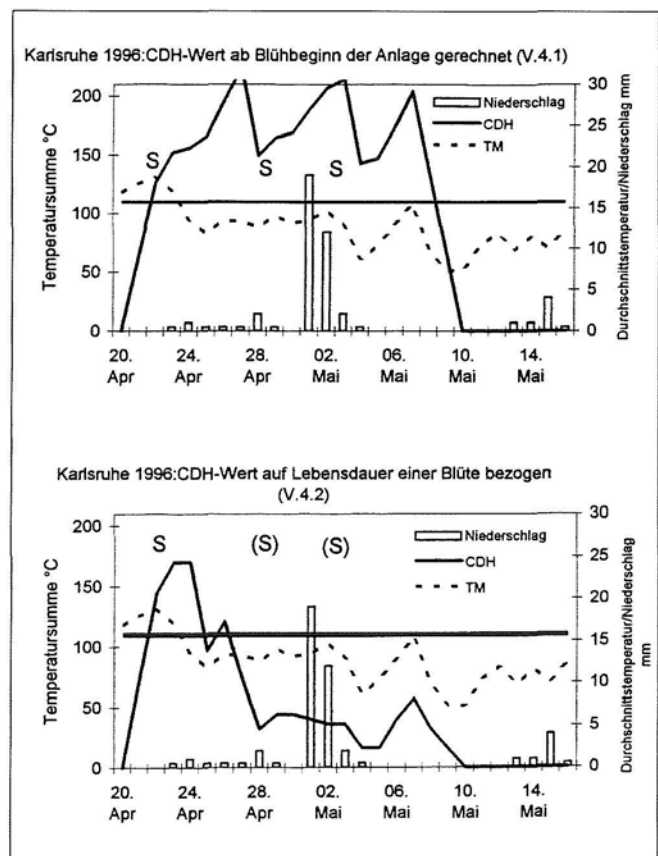 Karlsruhe 1996:CDH-Wert ab Blühbeginn der Anlage gerechnet (V.4.1)
Temperatursumme °C
200
150
100
50
0
S S S
Niederschlag
CDH
TM
30
25
20
15
10
5
0
Durchschnittstemperatur/Niederschlag mm
20. 24. 28. 02. 06. 10. 14.
Apr Apr Apr Mai Mai Mai Mai
Karlsruhe 1996:CDH-Wert auf Lebensdauer einer Blüte bezogen
(V.4.2)
Temperatursumme °C
200
150
100
50
0
S (S) (S)
Niederschlag
CDH
TM
30
25
20
15
10
5
0
Durchschnittstemperatur/Niederschlag
mm
20. 24. 28. 02. 06. 10. 14.
Apr Apr Apr Mai Mai Mai Mai